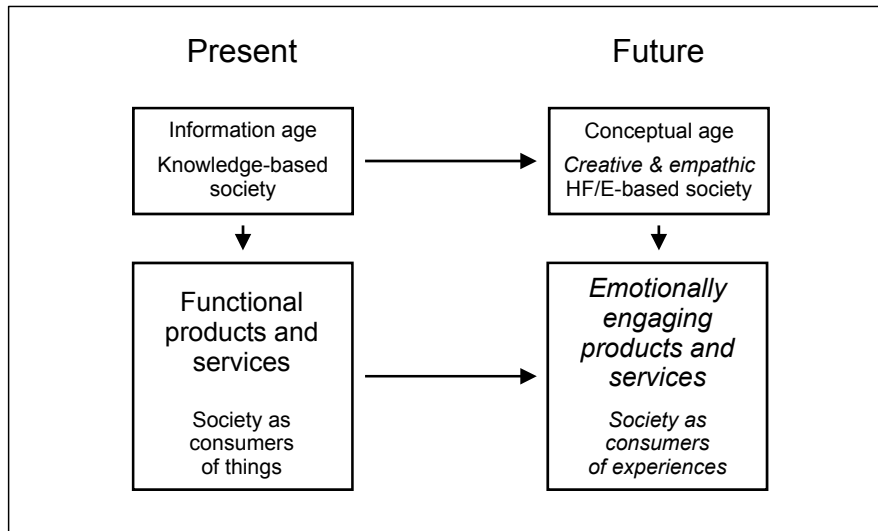 Present
Future
Information age
Knowledge-based
society
Conceptual age
Creative & empathic
HF/E-based society
Functional
products and
services
Society as
consumers
of things
Emotionally
engaging
products and
services
Society as
consumers
of experiences